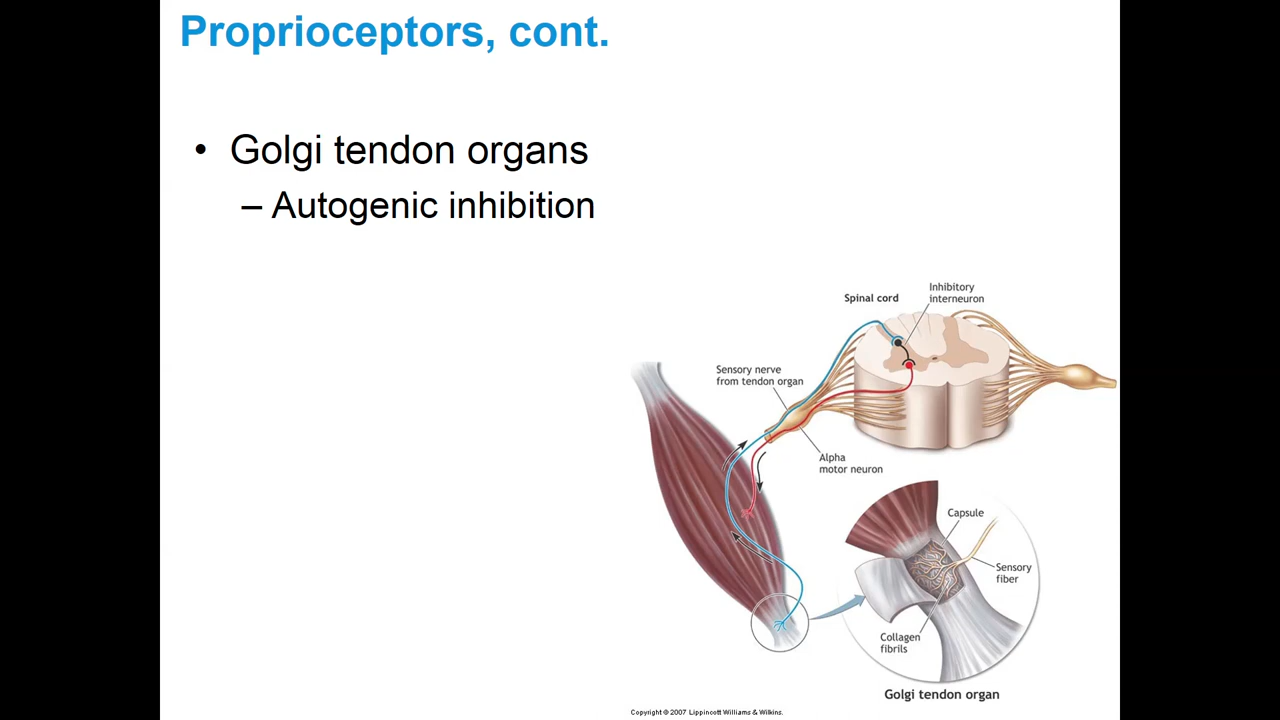 Proprioceptors, cont.
• Golgi tendon organs
– Autogenic inhibition
Spinal cord
Inhibitory
interneuron
Sensory nerve
from tendon organ
Alpha
motor neuron
Capsule
Sensory
fiber
Collagen
fibrils
Golgi tendon organ
Copyright © 2007 Lippincott Williams & Wilkins.